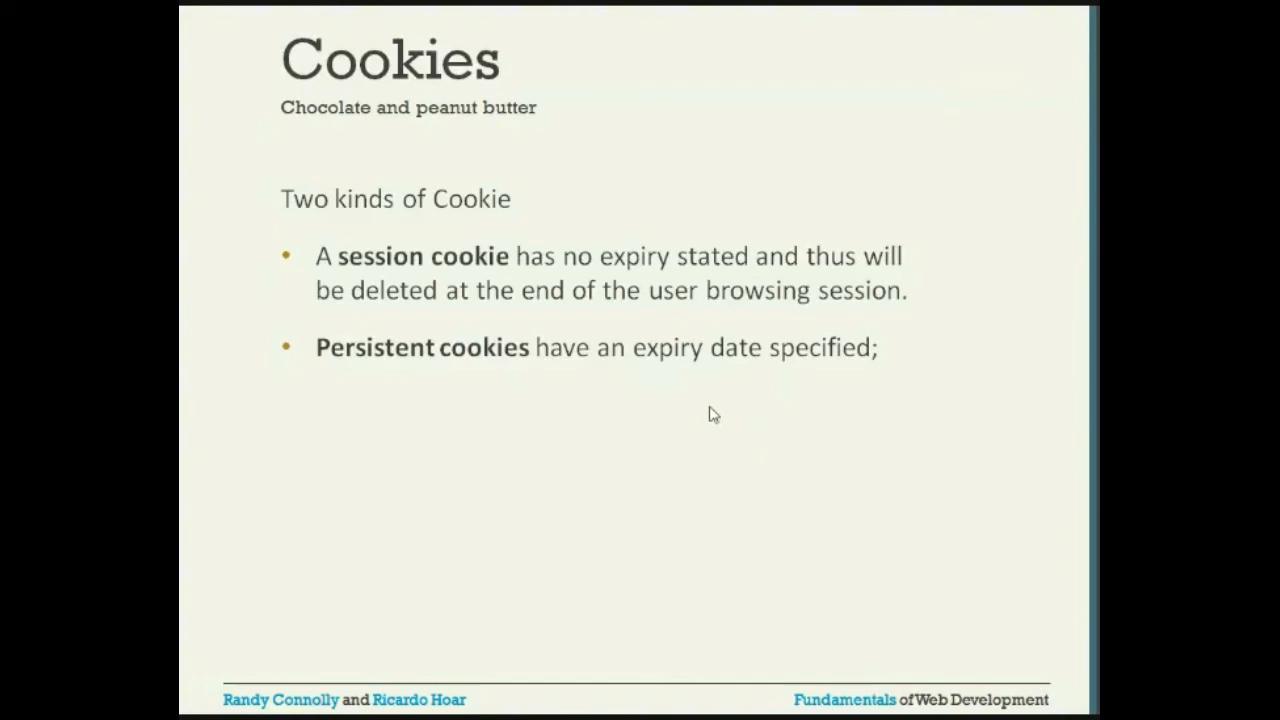 Cookies
Chocolate and peanut butter
Two kinds of Cookie
• A session cookie has no expiry stated and thus will
be deleted at the end of the user browsing session.
• Persistent cookies have an expiry date specified;
Randy Connolly and Ricardo Hoar
Fundamentals of Web Development